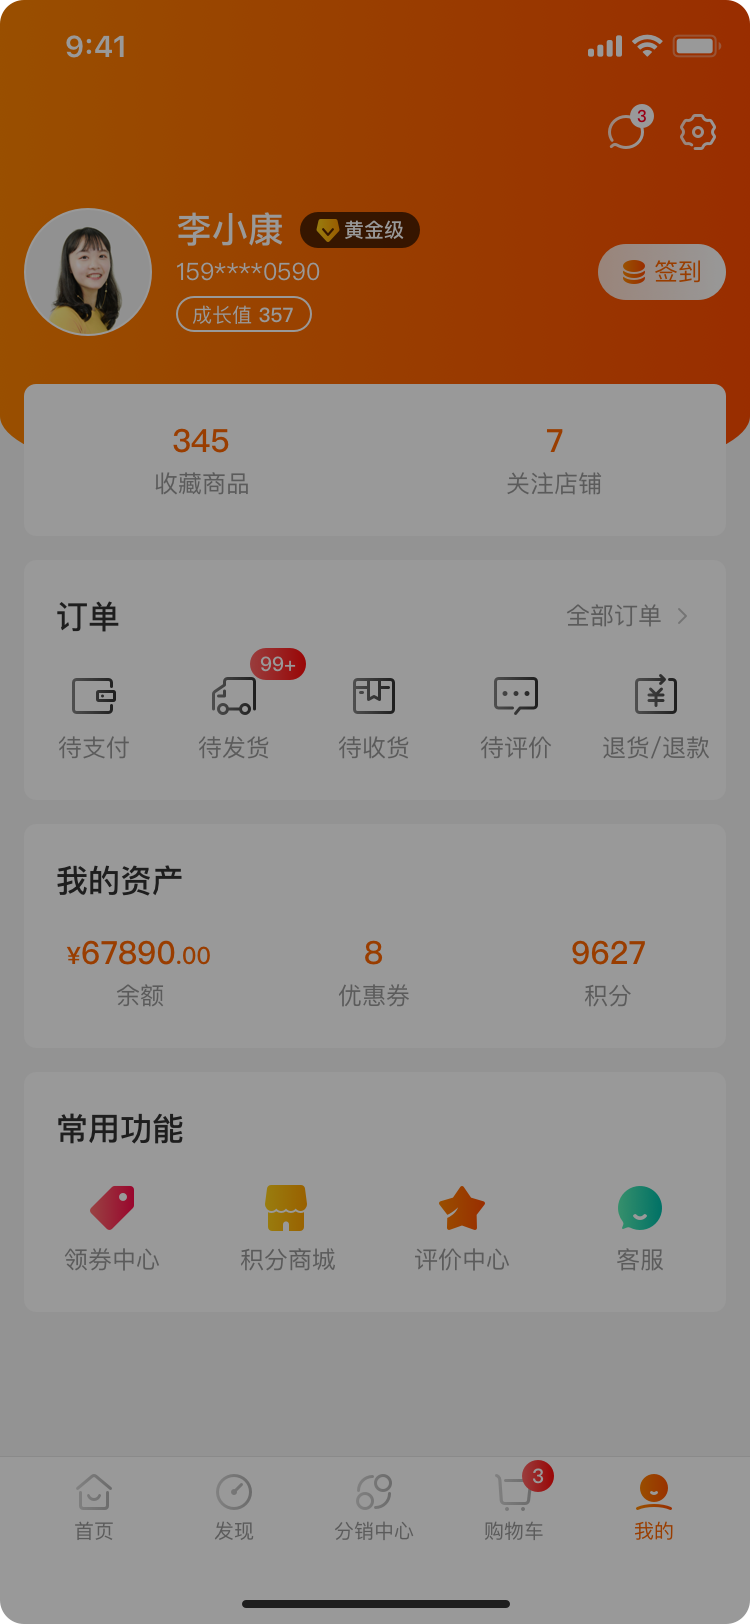 9:41
3
李小康 黄金级
159****0590
签到
成长值 357
345 7
收藏商品 关注店铺
订单 全部订单
99+
待支付 待发货 待收货 待评价 退货/退款
我的资产
¥67890.00 8 9627
余额 优惠券 积分
常用功能
领券中心 积分商城 评价中心 客服
3
首页 发现 分销中心 购物车 我的